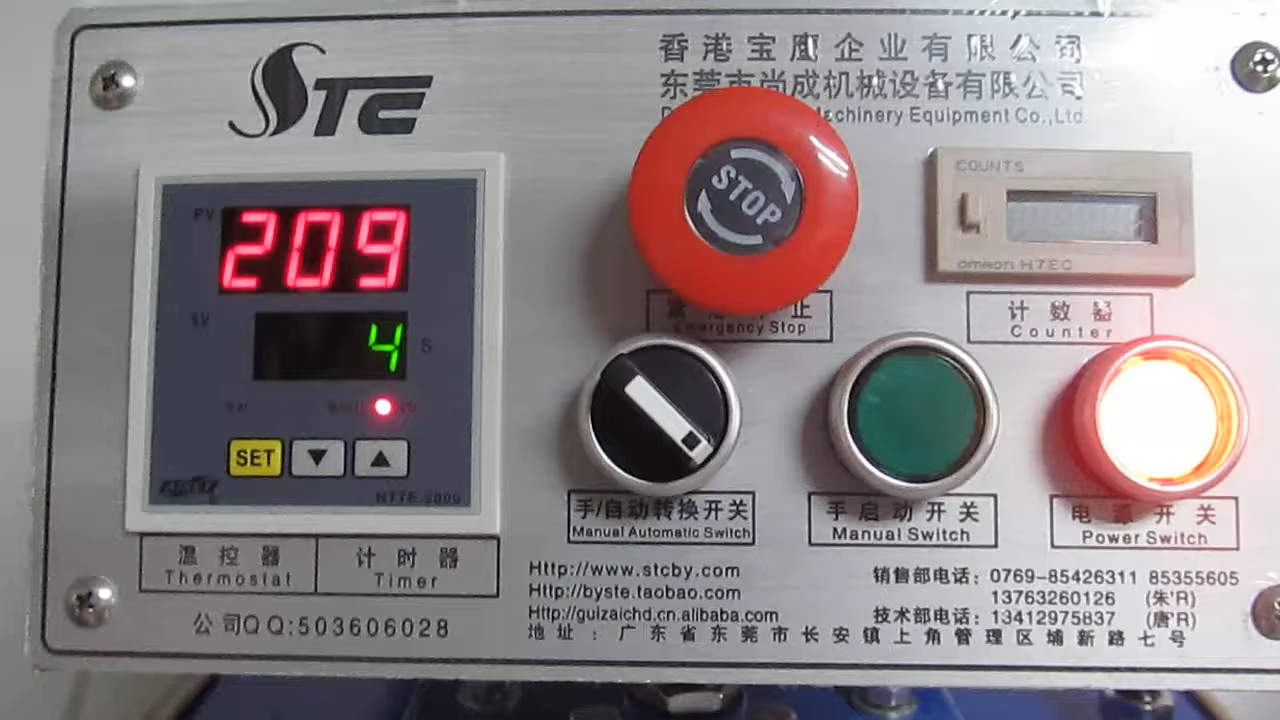 STE
香港宝鹰企业有限公司
东莞市尚成机械设备有限公司
Machinery Equipment Co.,Ltd.
STOP
COUNTS
omron H7EC
Emergency Stop
计数器
Counter
PV
209
SV
4 S
SET
NTTE-2000
温控器
Thermostat
计时器
Timer
手/自动转换开关
Manual Automatic Switch
手启动开关
Manual Switch
电源开关
Power Switch
公司QQ:503606028
Http://www.stcby.com
Http://byste.taobao.com
Http://guizaichd.cn.alibaba.com
销售部电话：0769-85426311 85355605
13763260126 (朱'R)
技术部电话：13412975837 (唐'R)
地址：广东省东莞市长安镇上角管理区埔新路七号